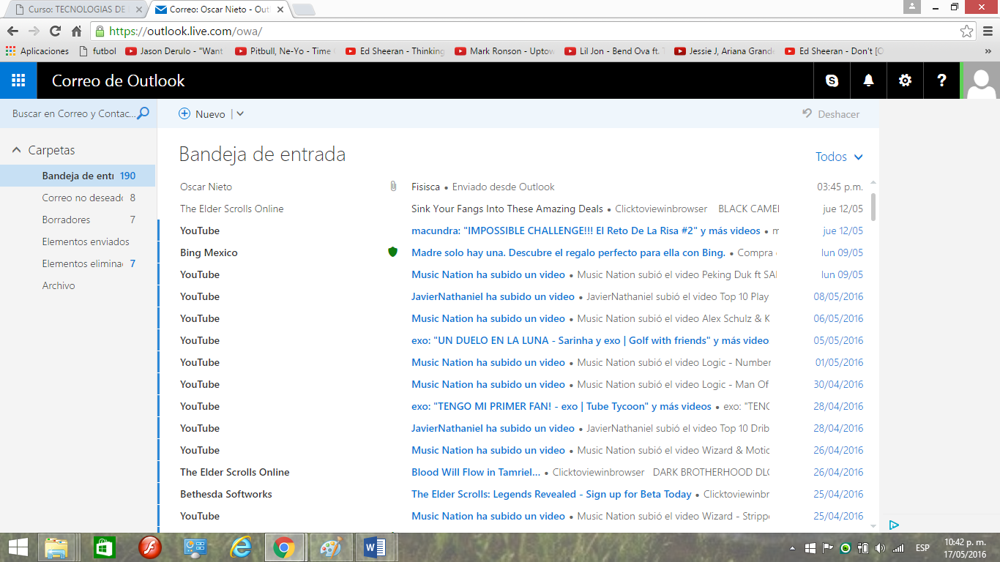 Curso: TECNOLOGIAS DE
Correo: Oscar Nieto - Out
https://outlook.live.com/owa/
Aplicaciones futbol Jason Derulo - "Want Pitbull, Ne-Yo - Time Ed Sheeran - Thinking Mark Ronson - Uptow Lil Jon - Bend Ova ft. Jessie J, Ariana Grande Ed Sheeran - Don't [O »
Correo de Outlook
Buscar en Correo y Contac...
Nuevo
Deshacer
Carpetas
Bandeja de entr 190
Correo no deseado 8
Borradores 7
Elementos enviados
Elementos elimina 7
Archivo
Bandeja de entrada
Todos
Oscar Nieto Fisisca • Enviado desde Outlook 03:45 p.m.
The Elder Scrolls Online Sink Your Fangs Into These Amazing Deals • Clicktoviewinbrowser BLACK CAMEI jue 12/05
YouTube macundra: "IMPOSSIBLE CHALLENGE!!! El Reto De La Risa #2" y más videos • m jue 12/05
Bing Mexico Madre solo hay una. Descubre el regalo perfecto para ella con Bing. • Compra lun 09/05
YouTube Music Nation ha subido un video • Music Nation subió el video Peking Duk ft SAI lun 09/05
YouTube JavierNathaniel ha subido un video • JavierNathaniel subió el video Top 10 Play 08/05/2016
YouTube Music Nation ha subido un video • Music Nation subió el video Alex Schulz & K 06/05/2016
YouTube exo: "UN DUELO EN LA LUNA - Sarinha y exo | Golf with friends" y más video 05/05/2016
YouTube Music Nation ha subido un video • Music Nation subió el video Logic - Number 01/05/2016
YouTube Music Nation ha subido un video • Music Nation subió el video Logic - Man Of 30/04/2016
YouTube exo: "TENGO MI PRIMER FAN! - exo | Tube Tycoon" y más videos • exo: "TENG 28/04/2016
YouTube JavierNathaniel ha subido un video • JavierNathaniel subió el video Top 10 Drib 28/04/2016
YouTube Music Nation ha subido un video • Music Nation subió el video Wizard & Motic 26/04/2016
The Elder Scrolls Online Blood Will Flow in Tamriel... • Clicktoviewinbrowser DARK BROTHERHOOD DLC 26/04/2016
Bethesda Softworks The Elder Scrolls: Legends Revealed - Sign up for Beta Today • Clicktoviewinbr 25/04/2016
YouTube Music Nation ha subido un video • Music Nation subió el video Wizard - Strippe 25/04/2016
ESP
10:42 p. m.
17/05/2016